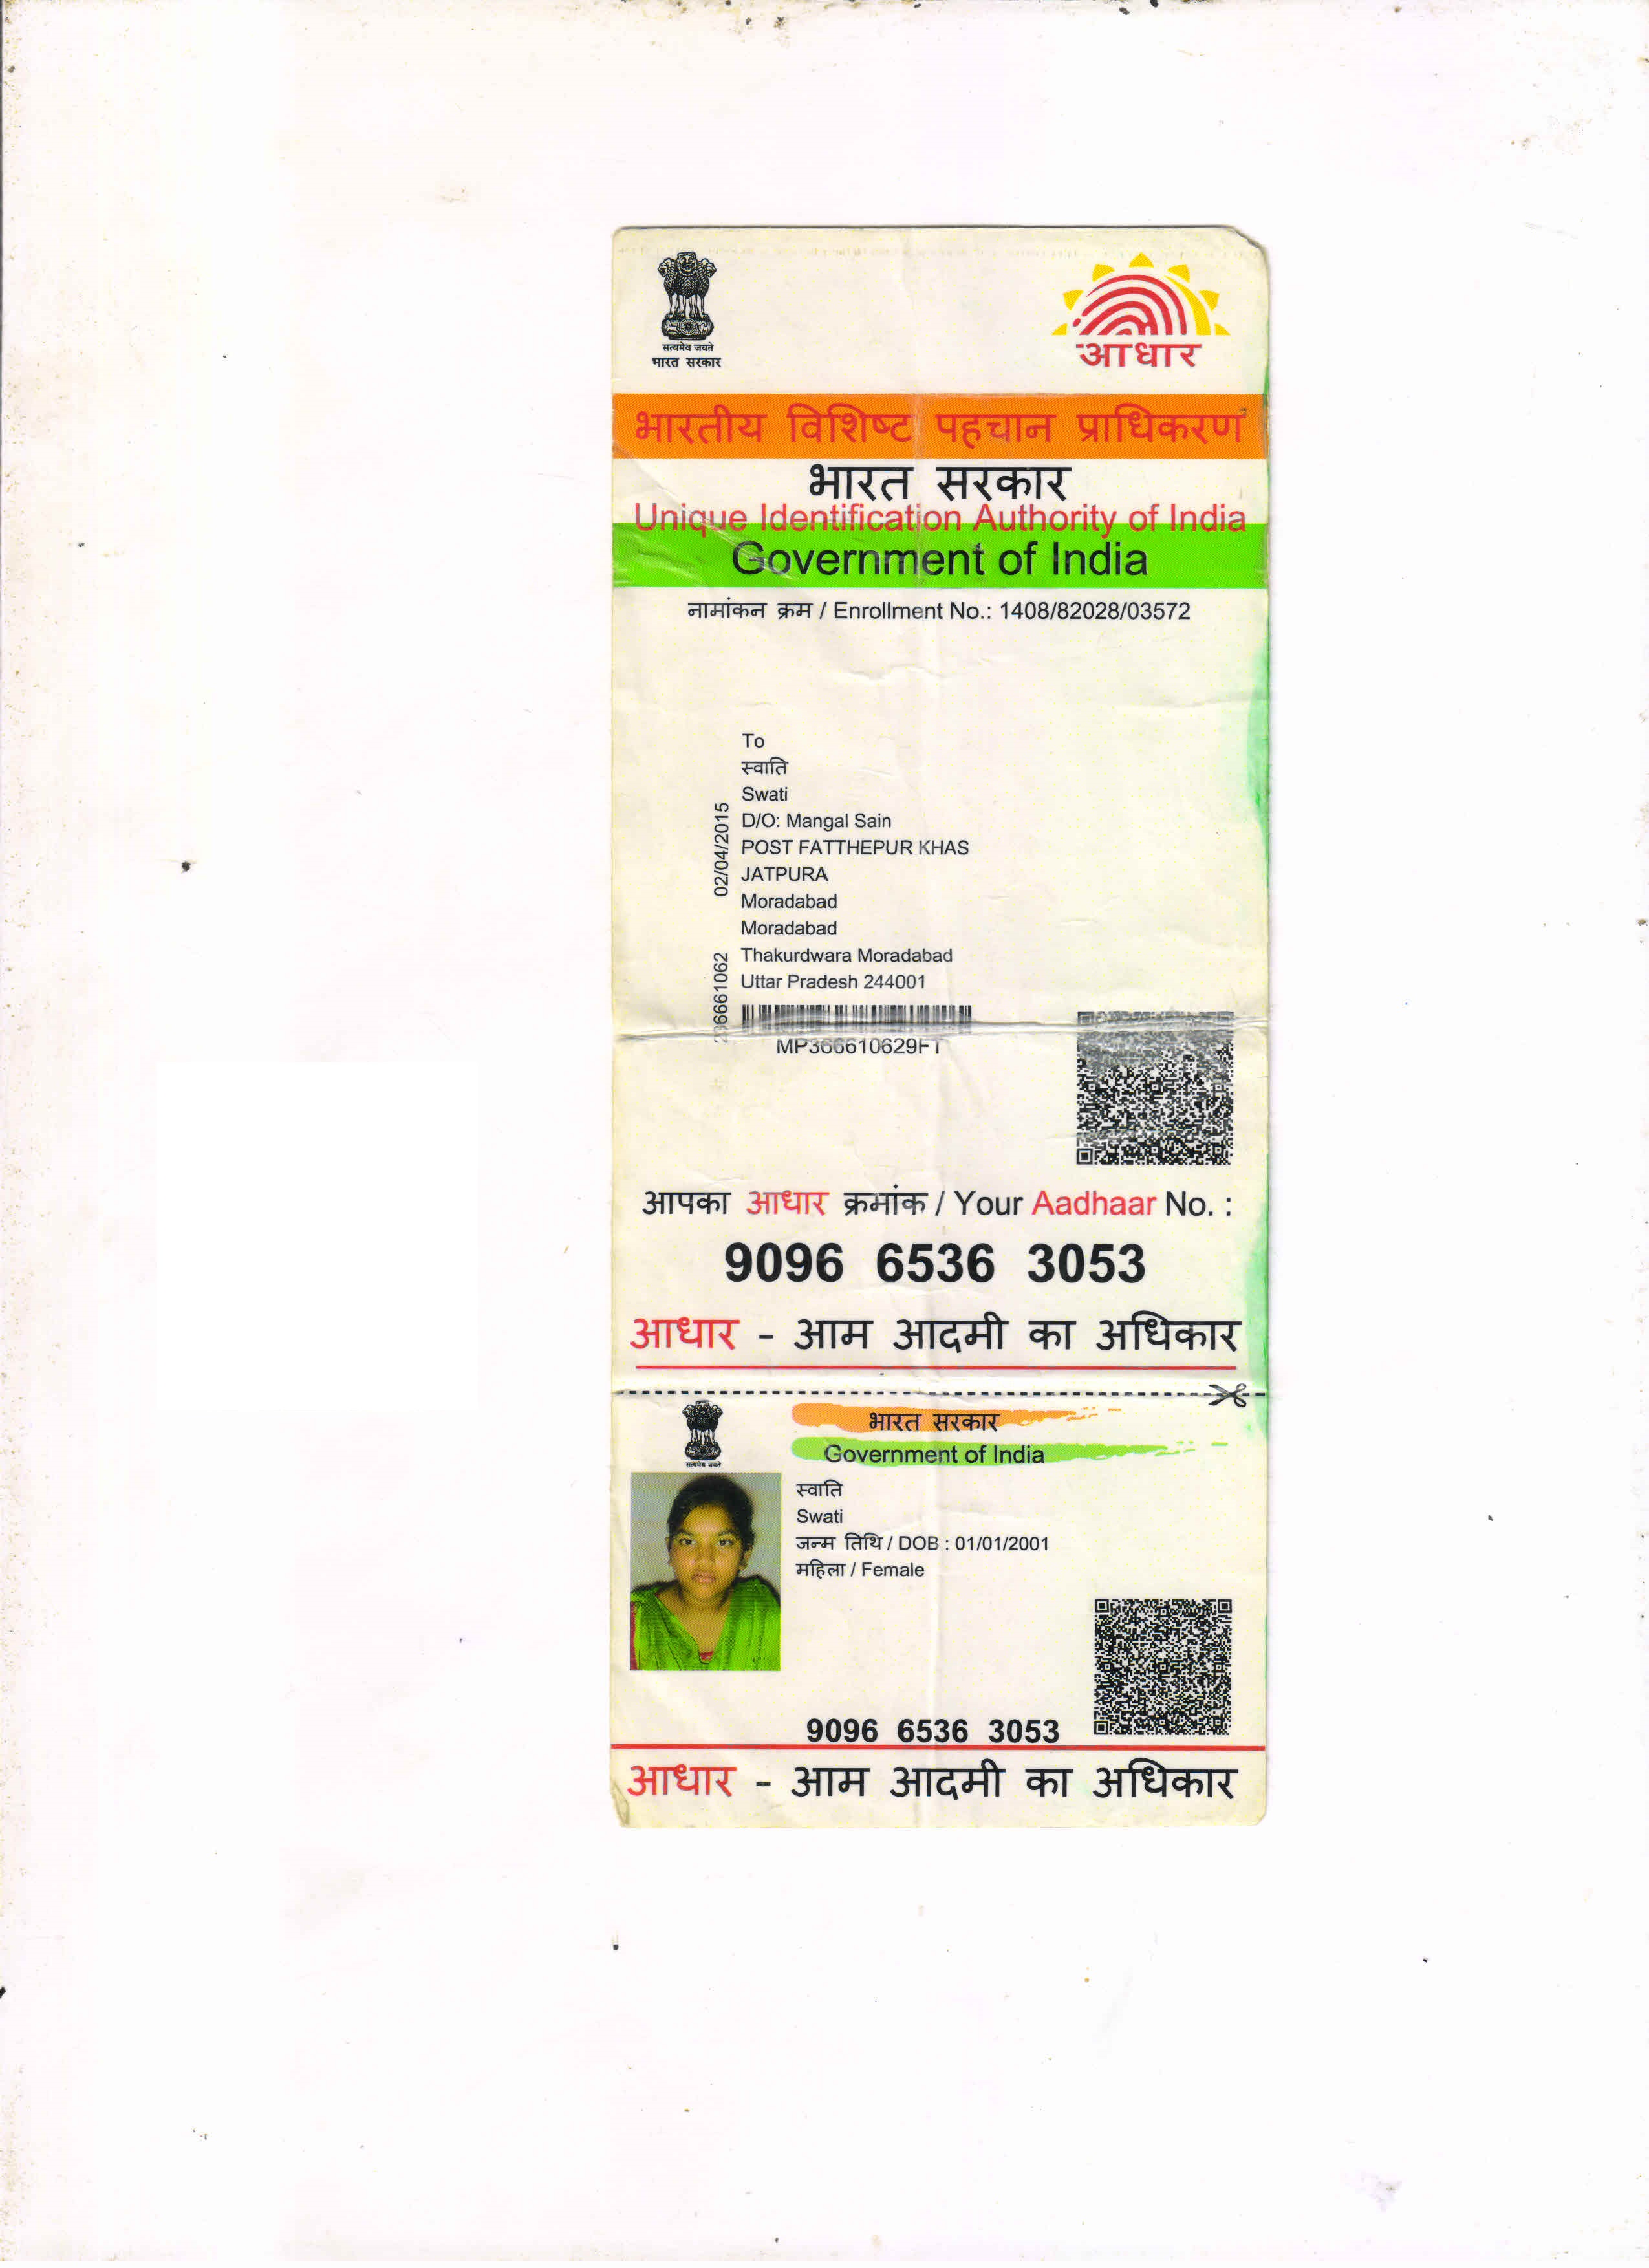 सत्यमेव जयते
भारत सरकार
आधार
भारतीय विशिष्ट पहचान प्राधिकरण
भारत सरकार
Unique Identification Authority of India
Government of India
नामांकन क्रम / Enrollment No.: 1408/82028/03572
To
स्वाति
Swati
D/O: Mangal Sain
POST FATTHEPUR KHAS
JATPURA
Moradabad
Moradabad
Thakurdwara Moradabad
Uttar Pradesh 244001
02/04/2015
MP366610629FT
आपका आधार क्रमांक / Your Aadhaar No. :
9096 6536 3053
आधार - आम आदमी का अधिकार
सत्यमेव जयते
भारत सरकार
Government of India
स्वाति
Swati
जन्म तिथि / DOB : 01/01/2001
महिला / Female
9096 6536 3053
आधार - आम आदमी का अधिकार